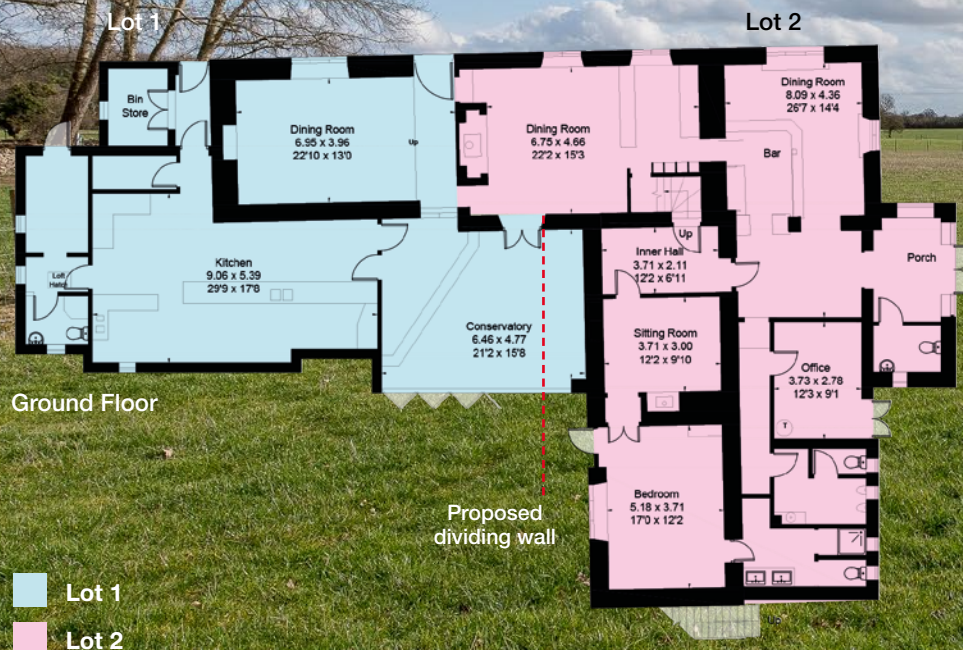 Lot 1
Lot 2
Bin
Store
Dining Room
6.95 x 3.96
22'10 x 13'0
Up
Dining Room
6.75 x 4.66
22'2 x 15'3
Dining Room
8.09 x 4.36
26'7 x 14'4
Bar
Up
Inner Hall
3.71 x 2.11
12'2 x 6'11
Porch
Loft
Hatch
Kitchen
9.06 x 5.39
29'9 x 17'8
Conservatory
6.46 x 4.77
21'2 x 15'8
Sitting Room
3.71 x 3.00
12'2 x 9'10
Office
3.73 x 2.78
12'3 x 9'1
T
Ground Floor
Bedroom
5.18 x 3.71
17'0 x 12'2
Proposed
dividing wall
Lot 1
Lot 2